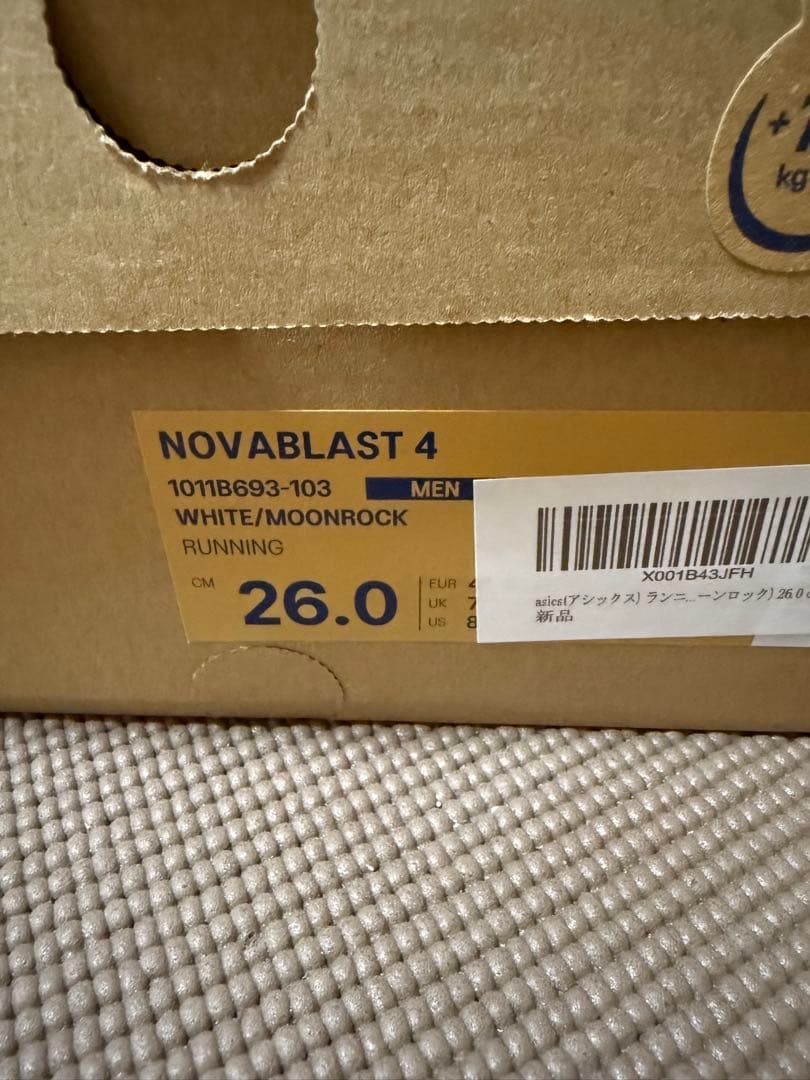 kg
NOVABLAST 4
1011B693-103
MEN
WHITE/MOONROCK
RUNNING
CM
26.0
EUR
UK
US
X001B43JFH
asics(アシックス) ランニ...ーンロック) 26.0
新品